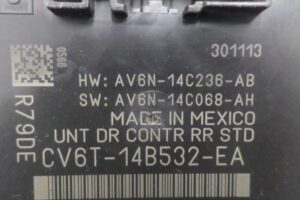 0568
301113
HW: AV6N-14C236-AB
SW: AV6N-14C068-AH
MADE IN MEXICO
UNT DR CONTR RR STD
R79DE
CV6T-14B532-EA